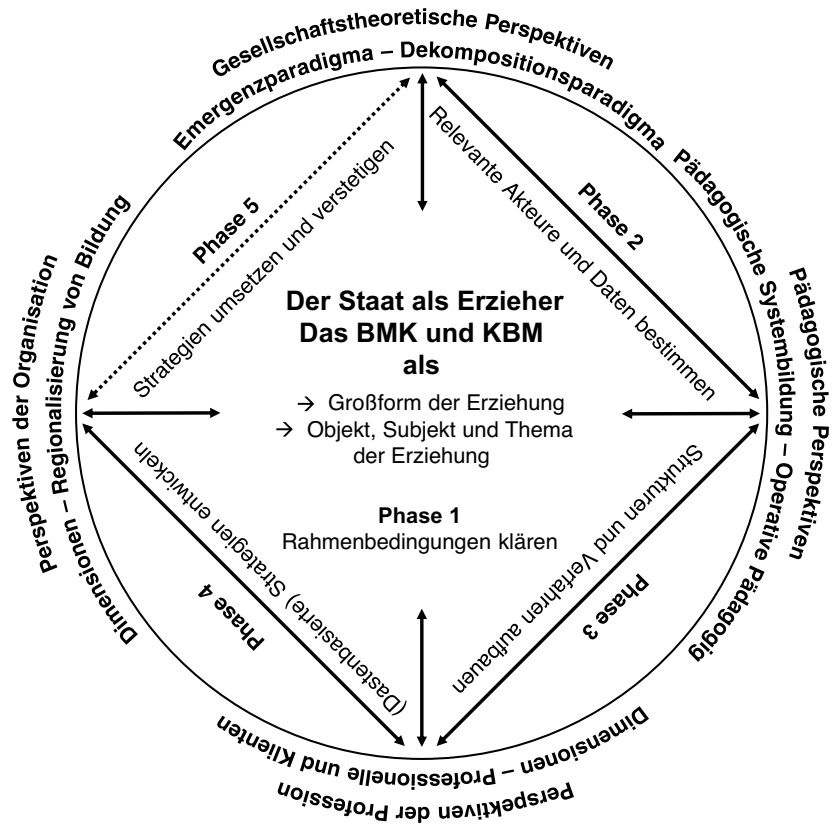 Gesellschaftstheoretische Perspektiven
Emergenzparadigma – Dekompositionsparadigma
Pädagogische Perspektiven
Pädagogische Systembildung – Operative Pädagogig
Perspektiven der Profession
Dimensionen – Professionelle und Klienten
Perspektiven der Organisation
Dimensionen – Regionalisierung von Bildung
Phase 5
Strategien umsetzen und verstetigen
Phase 2
Relevante Akteure und Daten bestimmen
Der Staat als Erzieher
Das BMK und KBM
als
→ Großform der Erziehung
→ Objekt, Subjekt und Thema
der Erziehung
Phase 1
Rahmenbedingungen klären
Phase 4
(Dastenbasierte) Strategien entwickeln
Phase 3
Strukturen und Verfahren aufbauen